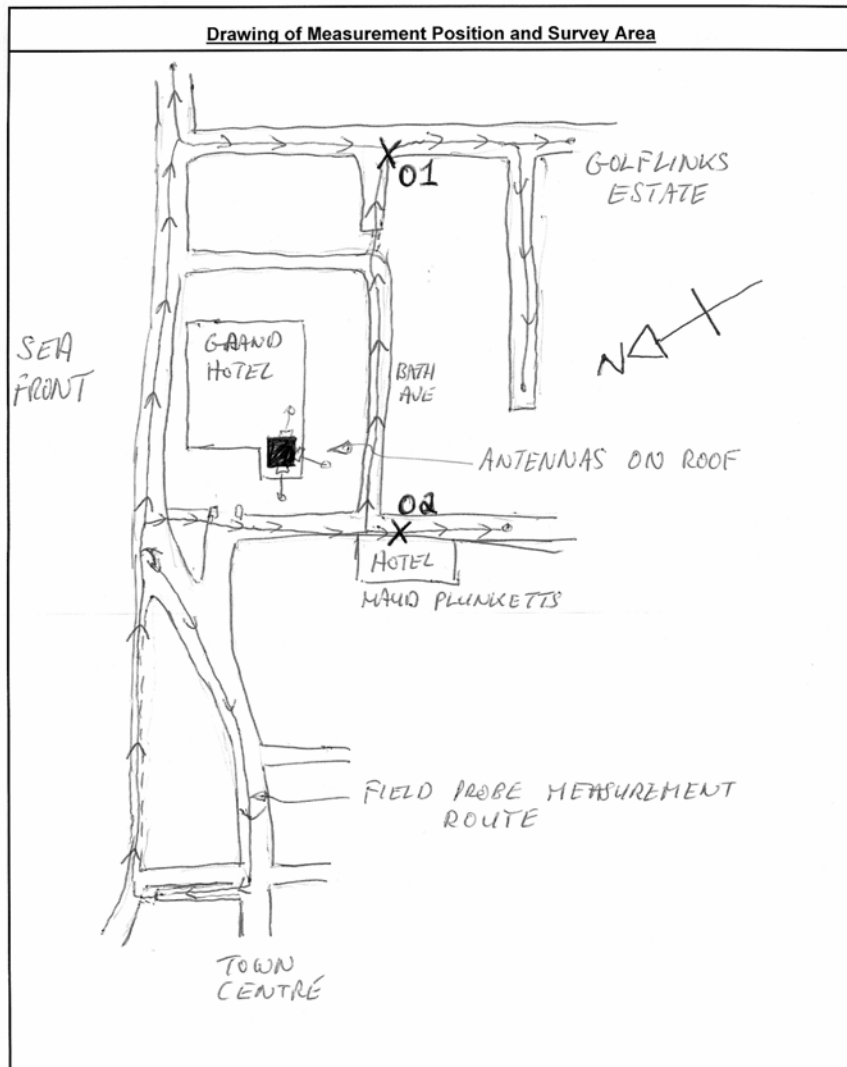 Drawing of Measurement Position and Survey Area
01
GOLFLINKS
ESTATE
N
SEA
FRONT
GRAND
HOTEL
BATH
AVE
ANTENNAS ON ROOF
02
HOTEL
MAUD PLUNKETTS
FIELD PROBE MEASUREMENT
ROUTE
TOWN
CENTRE